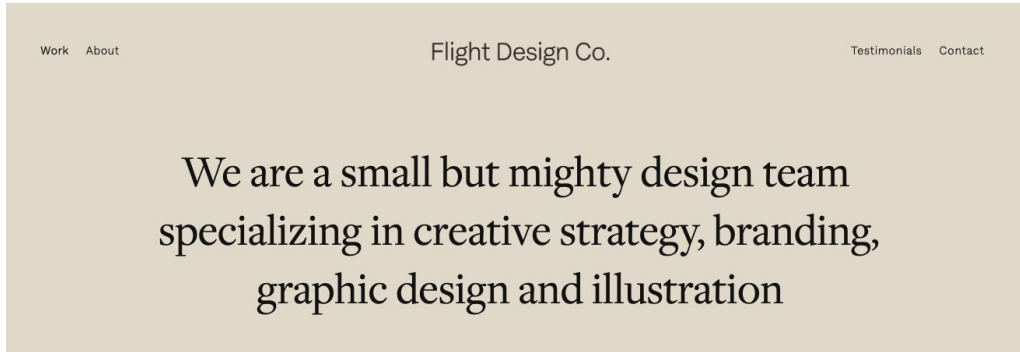 Work About Flight Design Co. Testimonials Contact
We are a small but mighty design team
specializing in creative strategy, branding,
graphic design and illustration